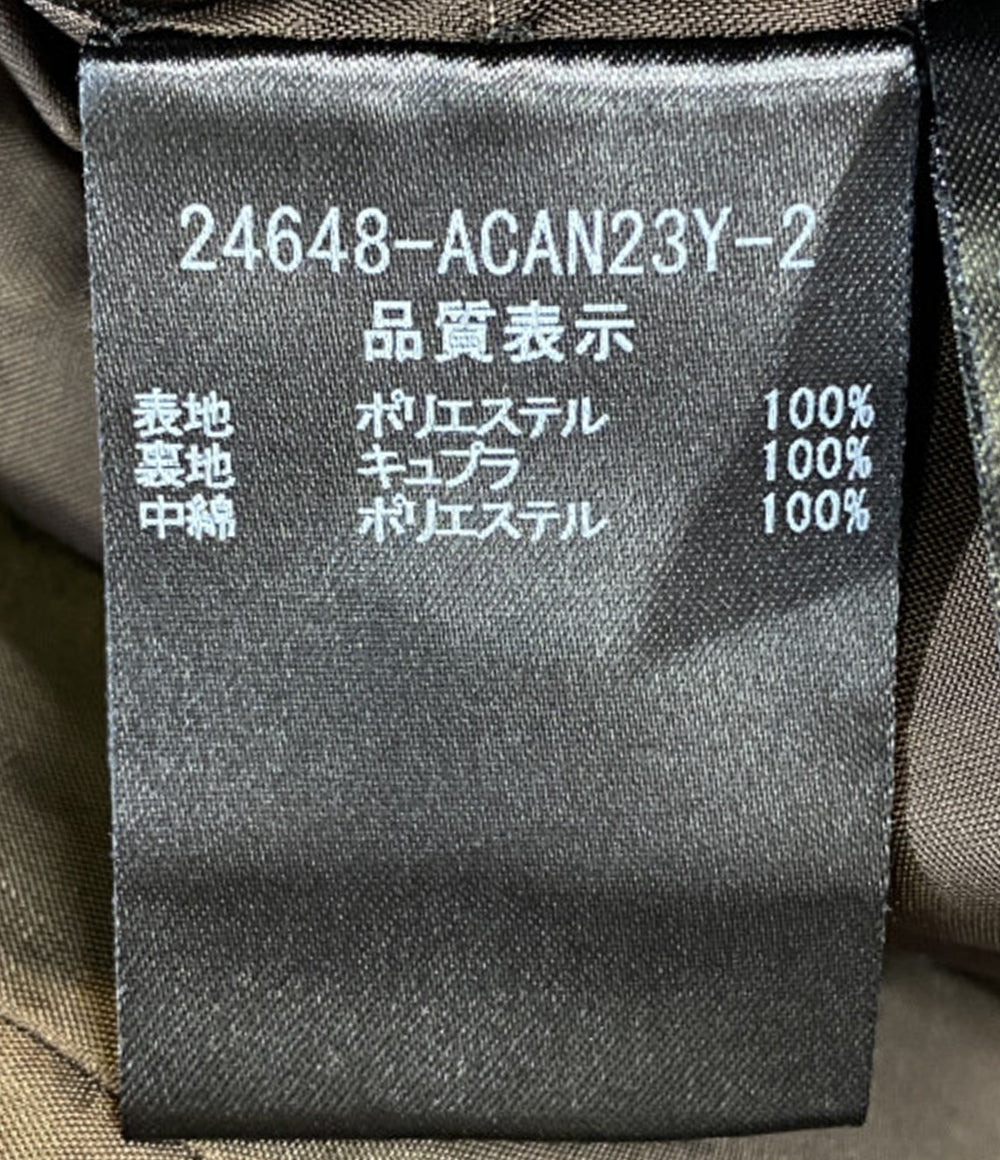 24648-ACAN23Y-2
品質表示
表地 ポリエステル 100%
裏地 キュプラ 100%
中綿 ポリエステル 100%